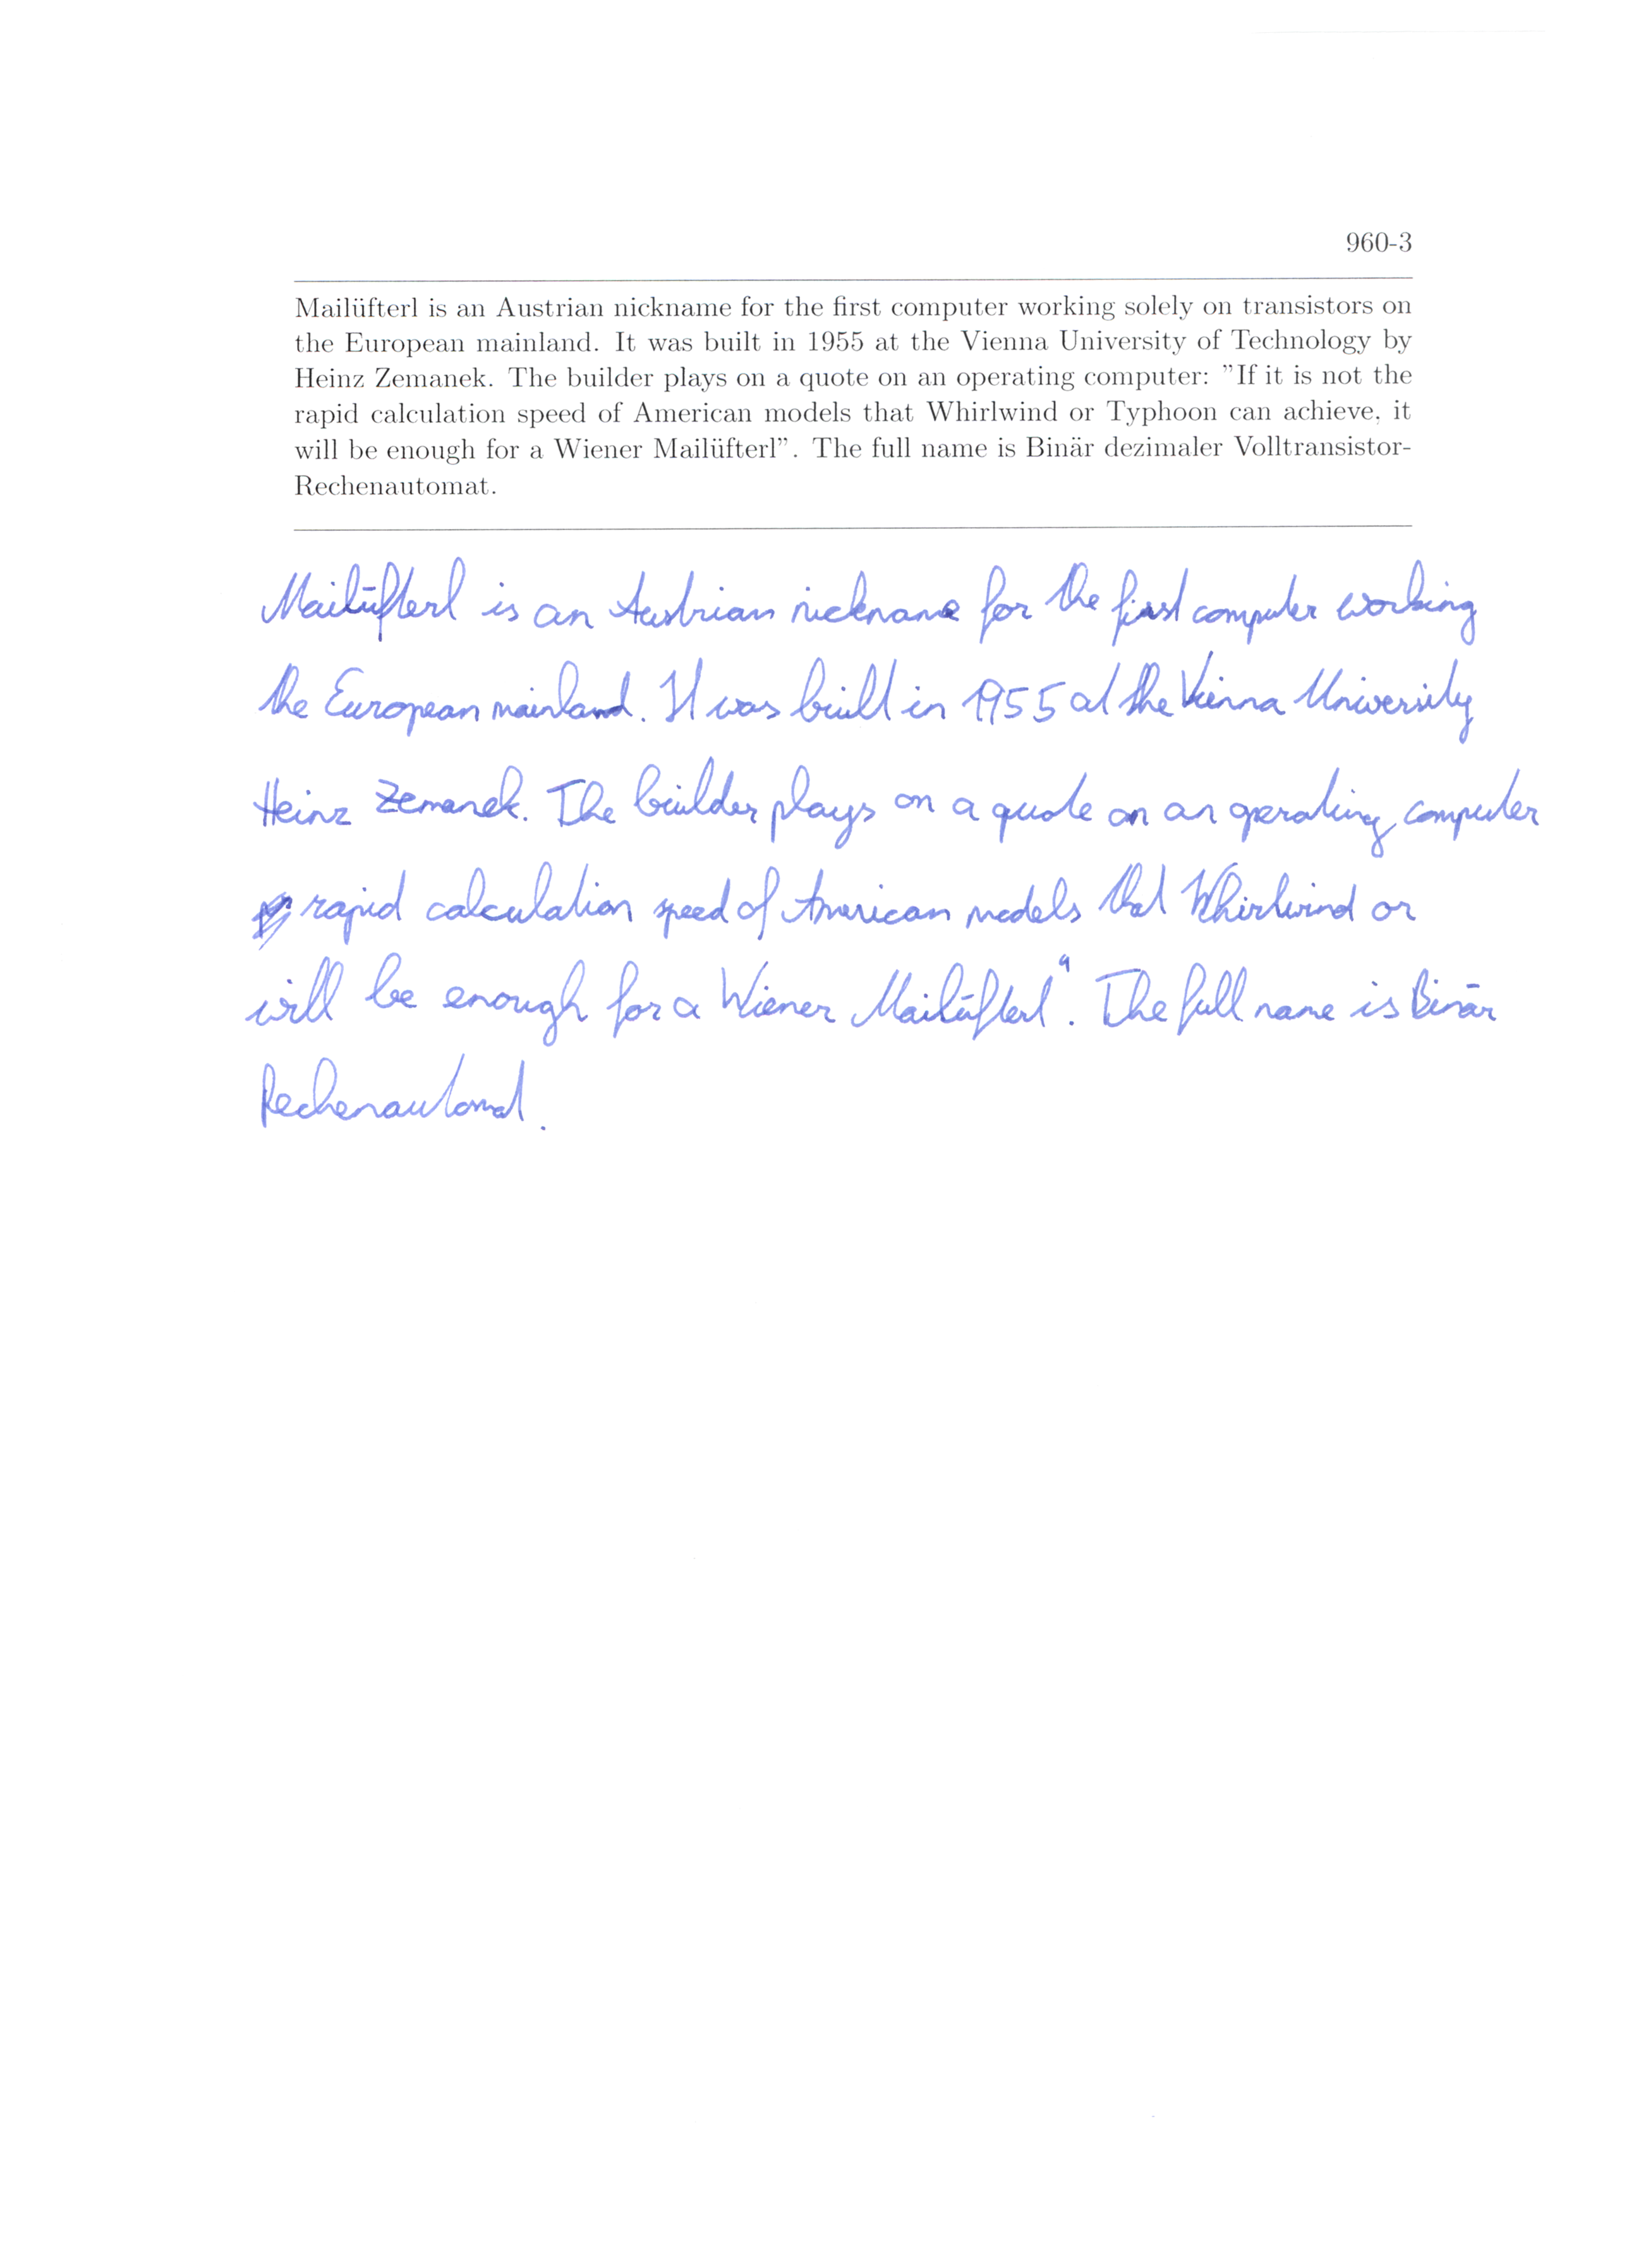 960-3
Mailüfterl is an Austrian nickname for the first computer working solely on transistors on
the European mainland. It was built in 1955 at the Vienna University of Technology by
Heinz Zemanek. The builder plays on a quote on an operating computer: ”If it is not the
rapid calculation speed of American models that Whirlwind or Typhoon can achieve, it
will be enough for a Wiener Mailüfterl”. The full name is Binär dezimaler Volltransistor-
Rechenautomat.
Mailüfterl is an Austrian nickname for the first computer working
the European mainland. It was built in 1955 at the Vienna University
Heinz Zemanek. The builder plays on a quote on an operating computer
rapid calculation speed of American models that Whirlwind or
will be enough for a Wiener Mailüfterl". The full name is Binär
Rechenautomat.